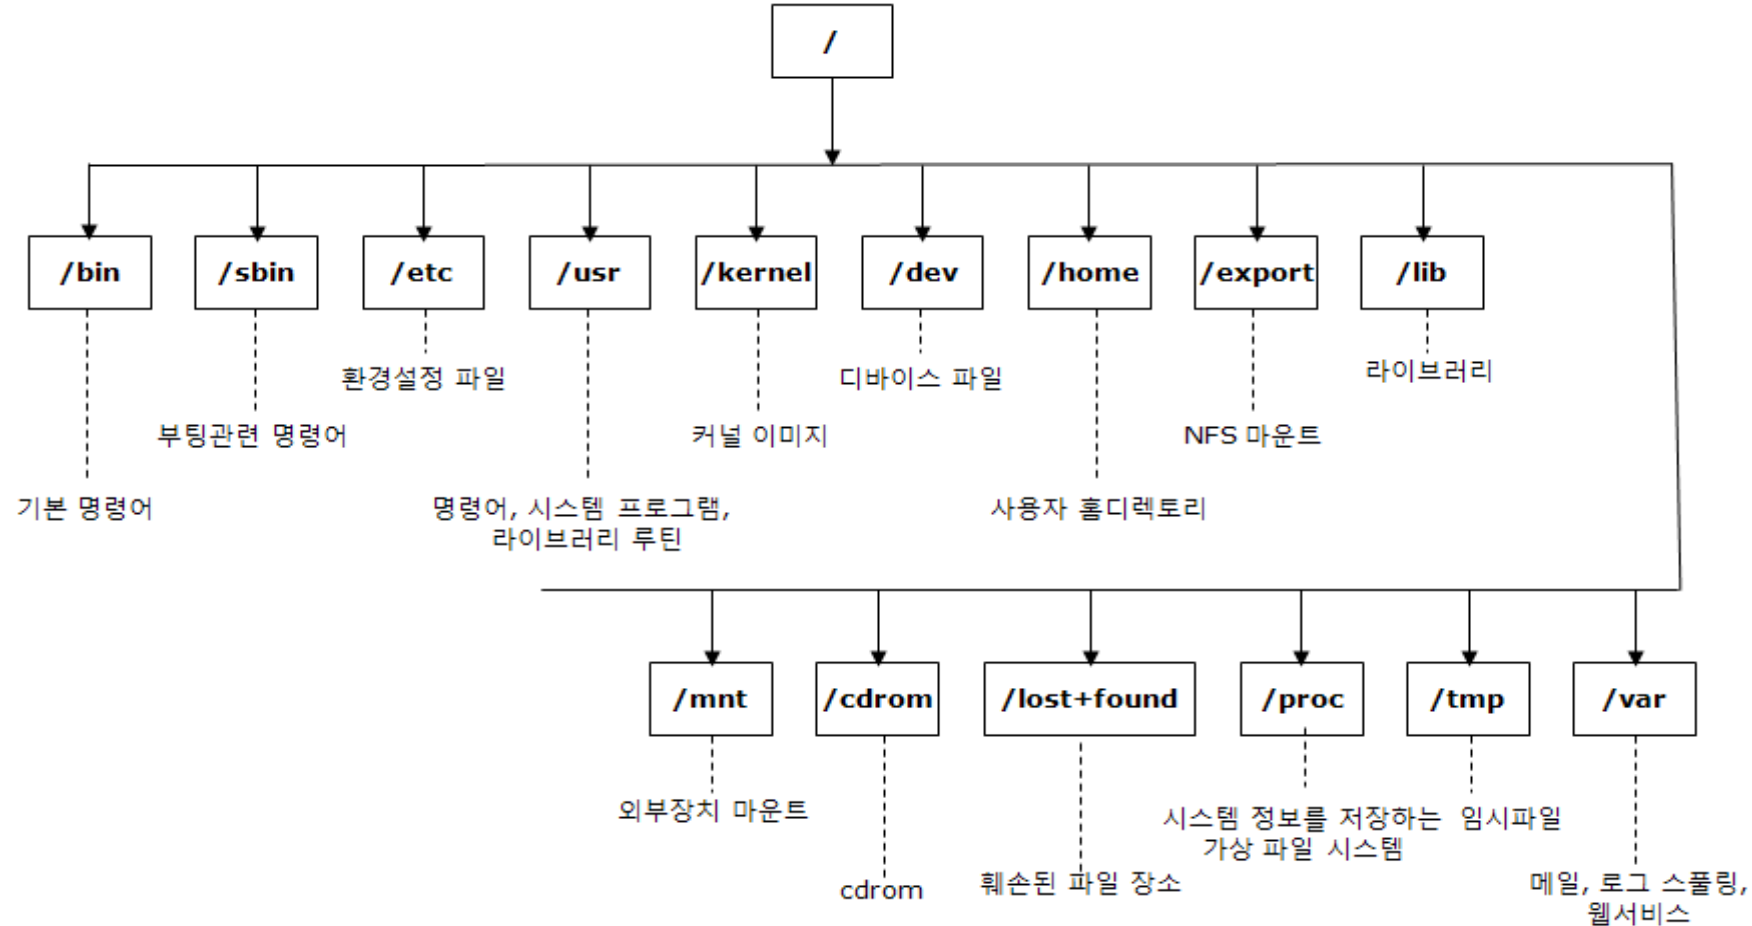 /
/bin
/sbin
/etc
/usr
/kernel
/dev
/home
/export
/lib
환경설정 파일
디바이스 파일
라이브러리
부팅관련 명령어
커널 이미지
NFS 마운트
기본 명령어
명령어, 시스템 프로그램,
라이브러리 루틴
사용자 홈디렉토리
/mnt
/cdrom
/lost+found
/proc
/tmp
/var
외부장치 마운트
시스템 정보를 저장하는
가상 파일 시스템
임시파일
cdrom
훼손된 파일 장소
메일, 로그 스풀링,
웹서비스